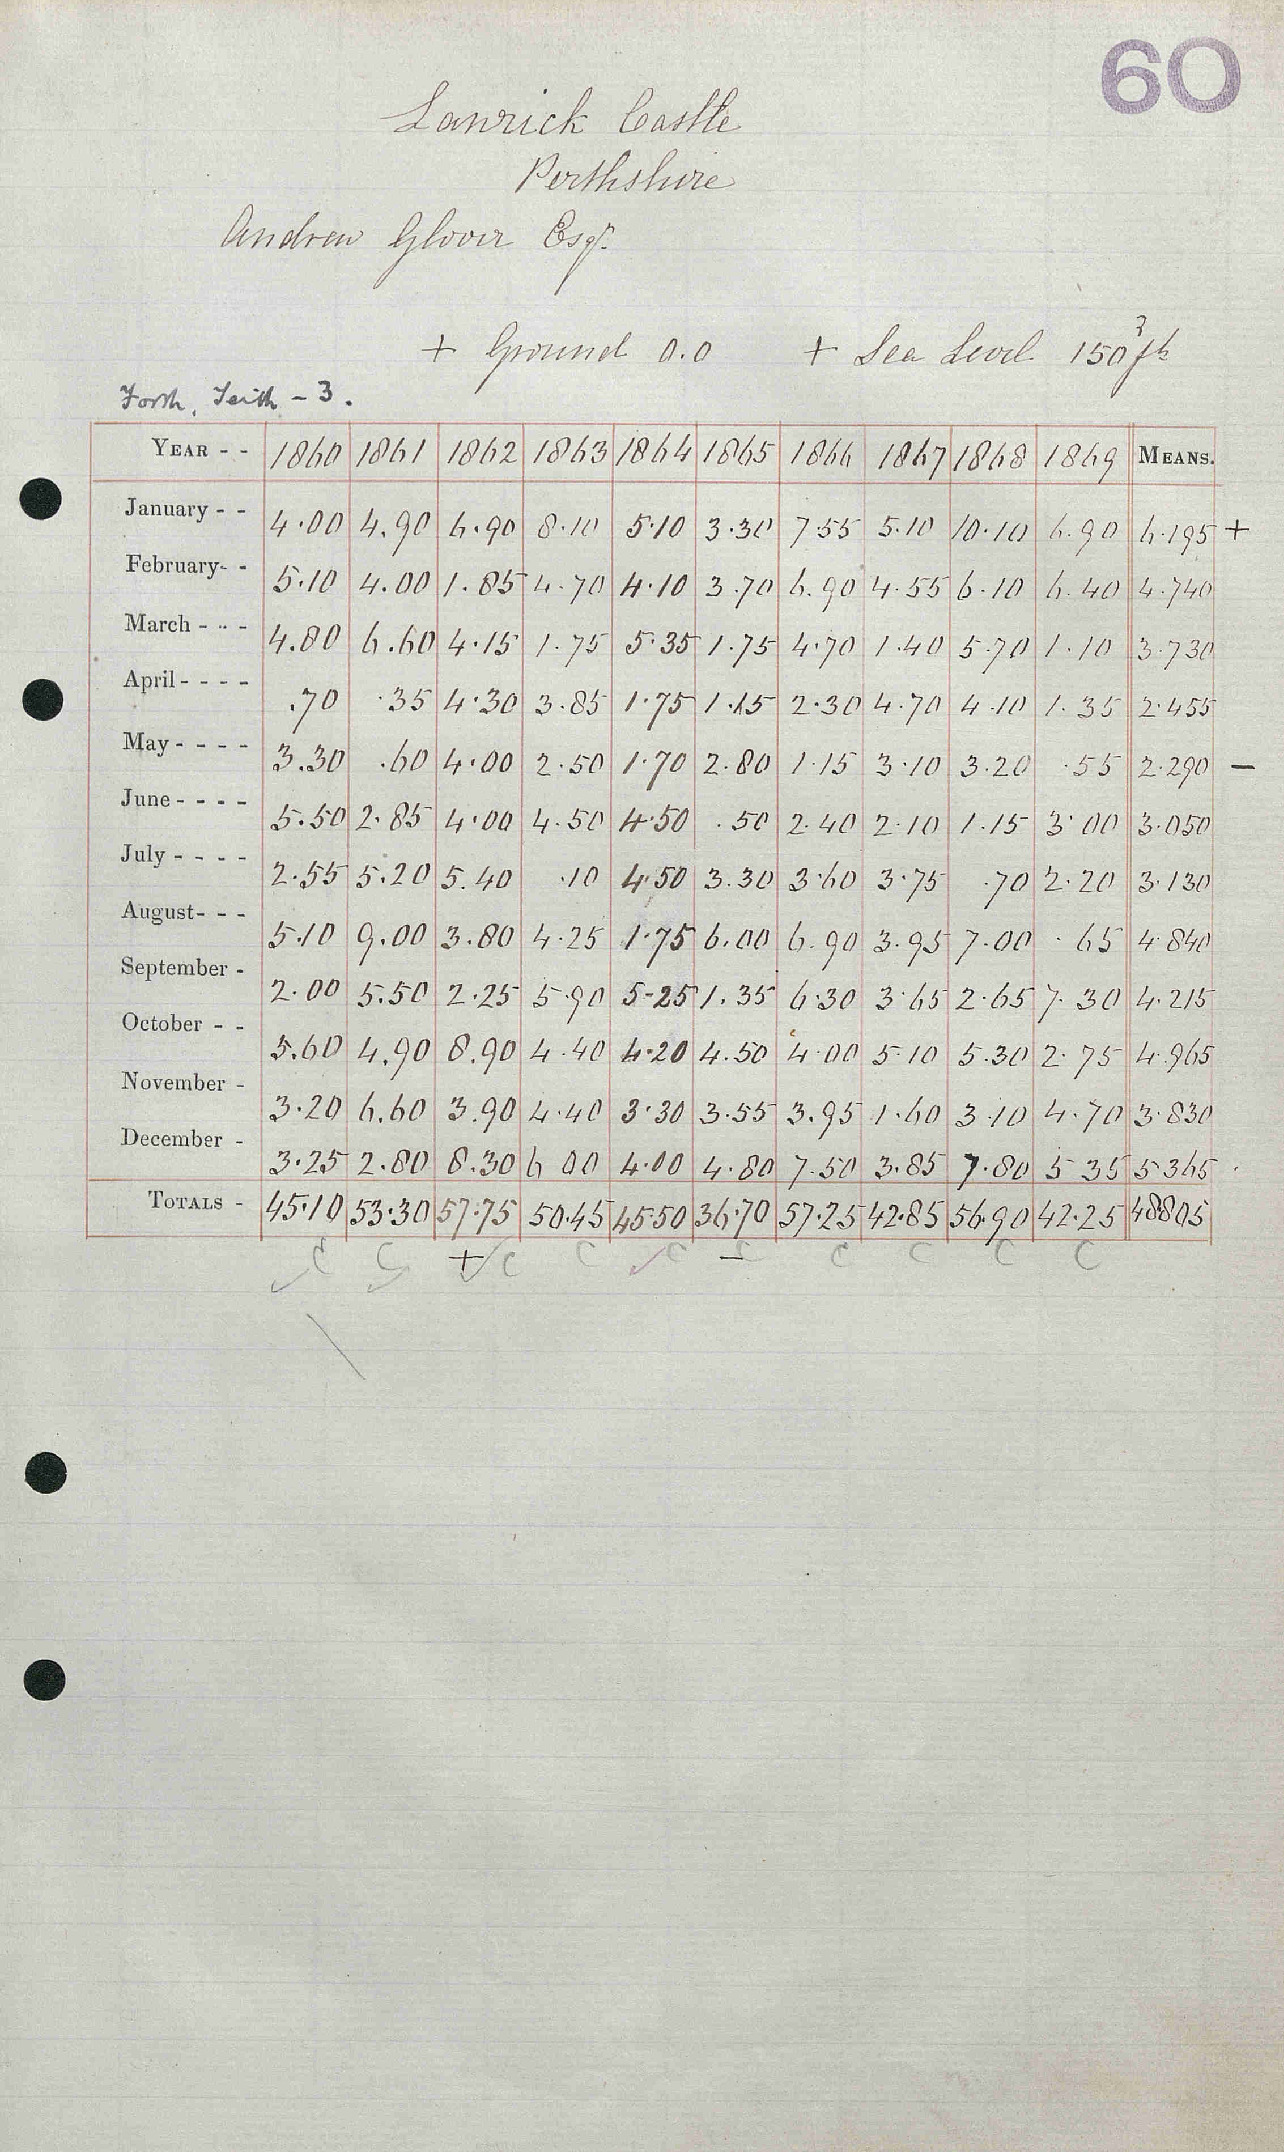 60
Lanrick Castle
Perthshire
Andrew Glover Esqr.
+ Ground 0.0 + Sea Level 150 ? ft
Forth, Teith - 3.
YEAR - - 1860 1861 1862 1863 1864 1865 1866 1867 1868 1869 MEANS.
January - - 4.00 4.90 6.90 8.10 5.10 3.30 7.55 5.10 10.10 6.90 6.195 +
February- - 5.10 4.00 1.85 4.70 4.10 3.70 6.90 4.55 6.10 6.40 4.740
March - - - 4.80 6.60 4.15 1.75 5.35 1.75 4.70 1.40 5.70 1.10 3.730
April - - - - .70 .35 4.30 3.85 1.75 1.15 2.30 4.70 4.10 1.35 2.455
May - - - - 3.30 .60 4.00 2.50 1.70 2.80 1.15 3.10 3.20 .55 2.290 —
June - - - - 5.50 2.85 4.00 4.50 4.50 .50 2.40 2.10 1.15 3.00 3.050
July - - - - 2.55 5.20 5.40 .10 4.50 3.30 3.60 3.75 .70 2.20 3.130
August- - - 5.10 9.00 3.80 4.25 1.75 6.00 6.90 3.95 7.00 .65 4.840
September - 2.00 5.50 2.25 5.90 5.25 1.35 6.30 3.65 2.65 7.30 4.215
October - - 5.60 4.90 8.90 4.40 4.20 4.50 4.00 5.10 5.30 2.75 4.965
November - 3.20 6.60 3.90 4.40 3.30 3.55 3.95 1.60 3.10 4.70 3.830
December - 3.25 2.80 8.30 6.00 4.00 4.80 7.50 3.85 7.80 5.35 5.365
TOTALS - 45.10 53.30 57.75 50.45 45.50 36.70 57.25 42.85 56.90 42.25 48.805
C C + C C C — C C C C C